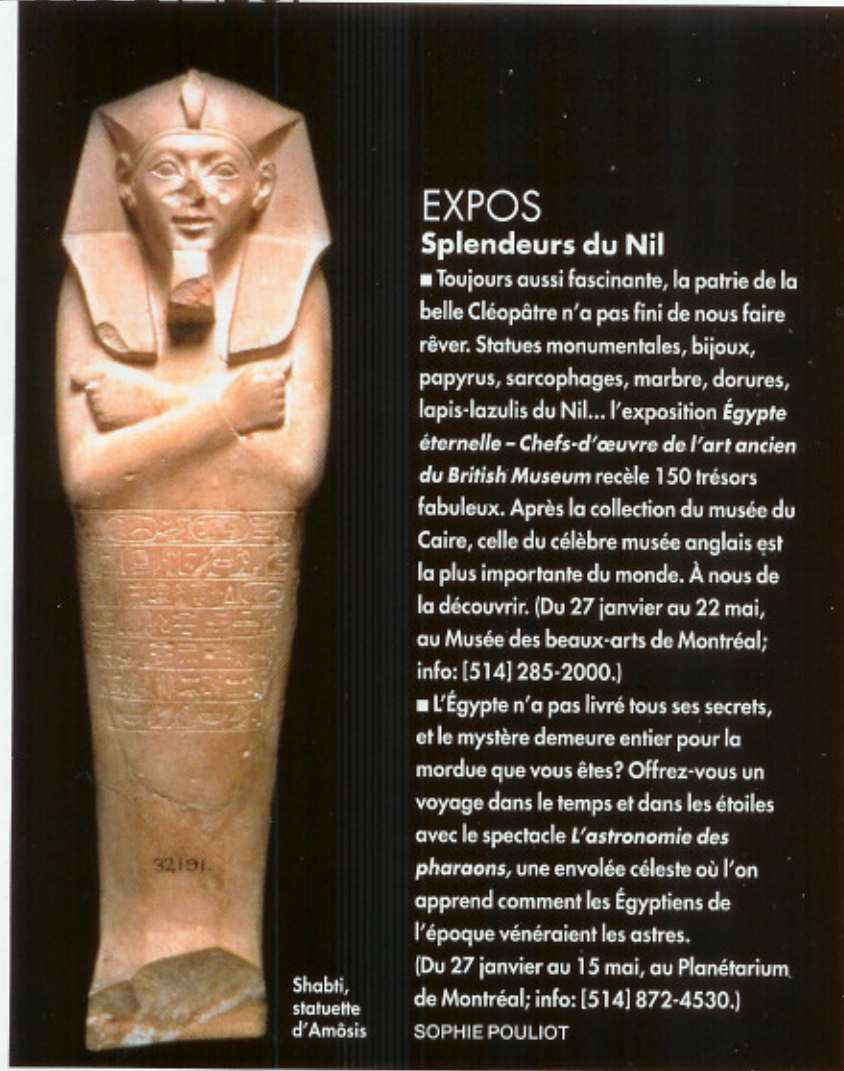 EXPOS
Splendeurs du Nil
■ Toujours aussi fascinante, la patrie de la
belle Cléopâtre n'a pas fini de nous faire
rêver. Statues monumentales, bijoux,
papyrus, sarcophages, marbre, dorures,
lapis-lazulis du Nil... l'exposition Égypte
éternelle – Chefs-d'œuvre de l'art ancien
du British Museum recèle 150 trésors
fabuleux. Après la collection du musée du
Caire, celle du célèbre musée anglais est
la plus importante du monde. À nous de
la découvrir. (Du 27 janvier au 22 mai,
au Musée des beaux-arts de Montréal;
info: [514] 285-2000.)
■ L'Égypte n'a pas livré tous ses secrets,
et le mystère demeure entier pour la
mordue que vous êtes? Offrez-vous un
voyage dans le temps et dans les étoiles
avec le spectacle L'astronomie des
pharaons, une envolée céleste où l'on
apprend comment les Égyptiens de
l'époque vénéraient les astres.
(Du 27 janvier au 15 mai, au Planétarium
de Montréal; info: [514] 872-4530.)
SOPHIE POULIOT
32191.
Shabti,
statuette
d'Amôsis